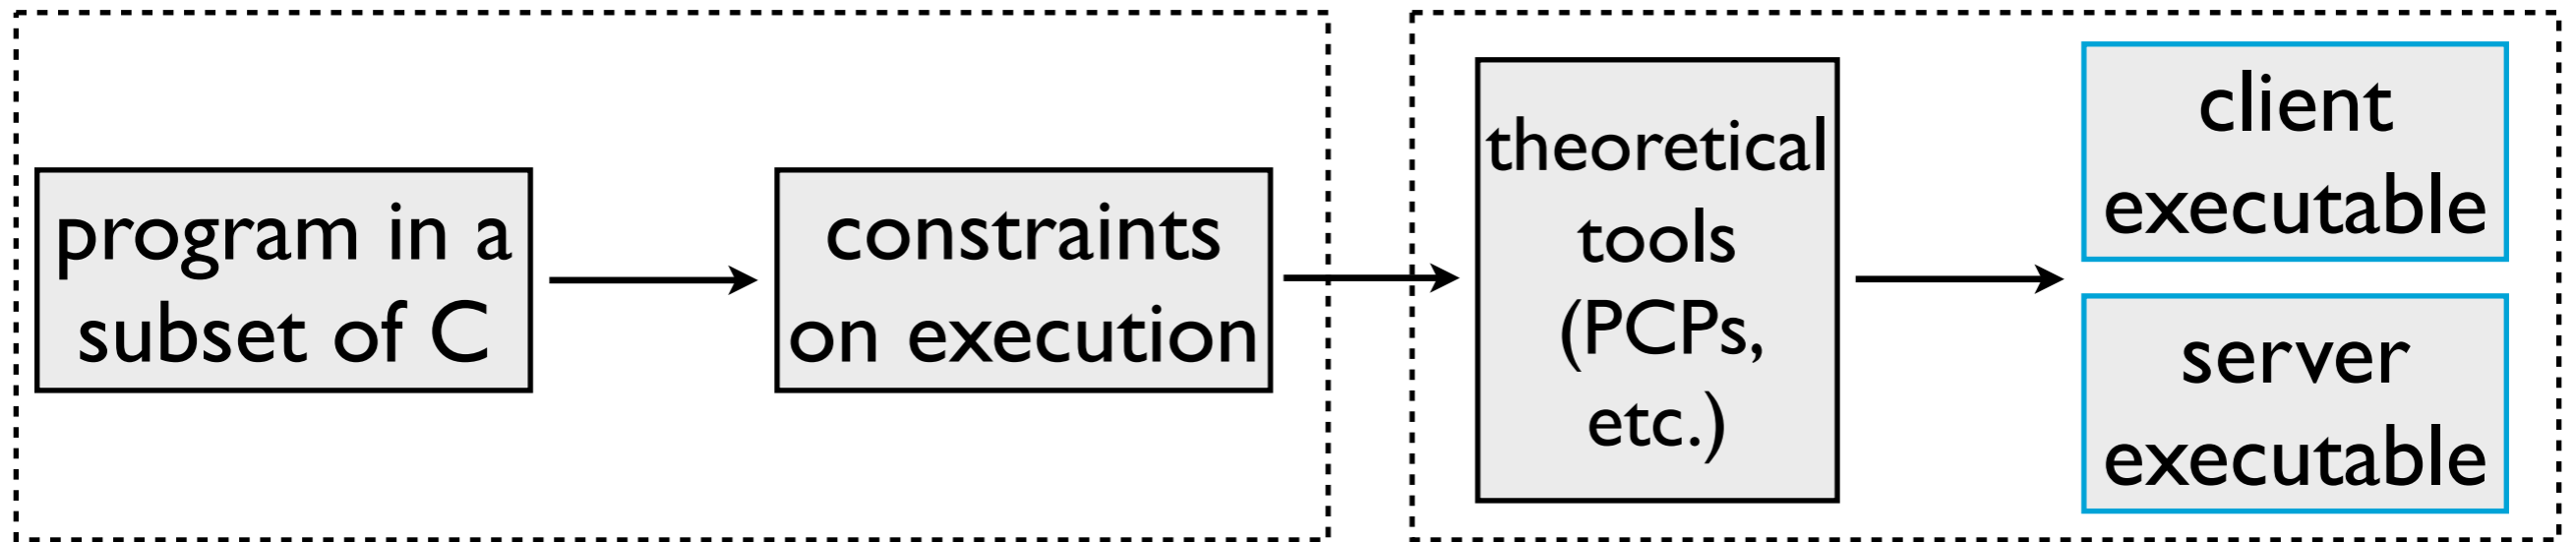 program in a
subset of C
constraints
on execution
theoretical
tools
(PCPs,
etc.)
client
executable
server
executable